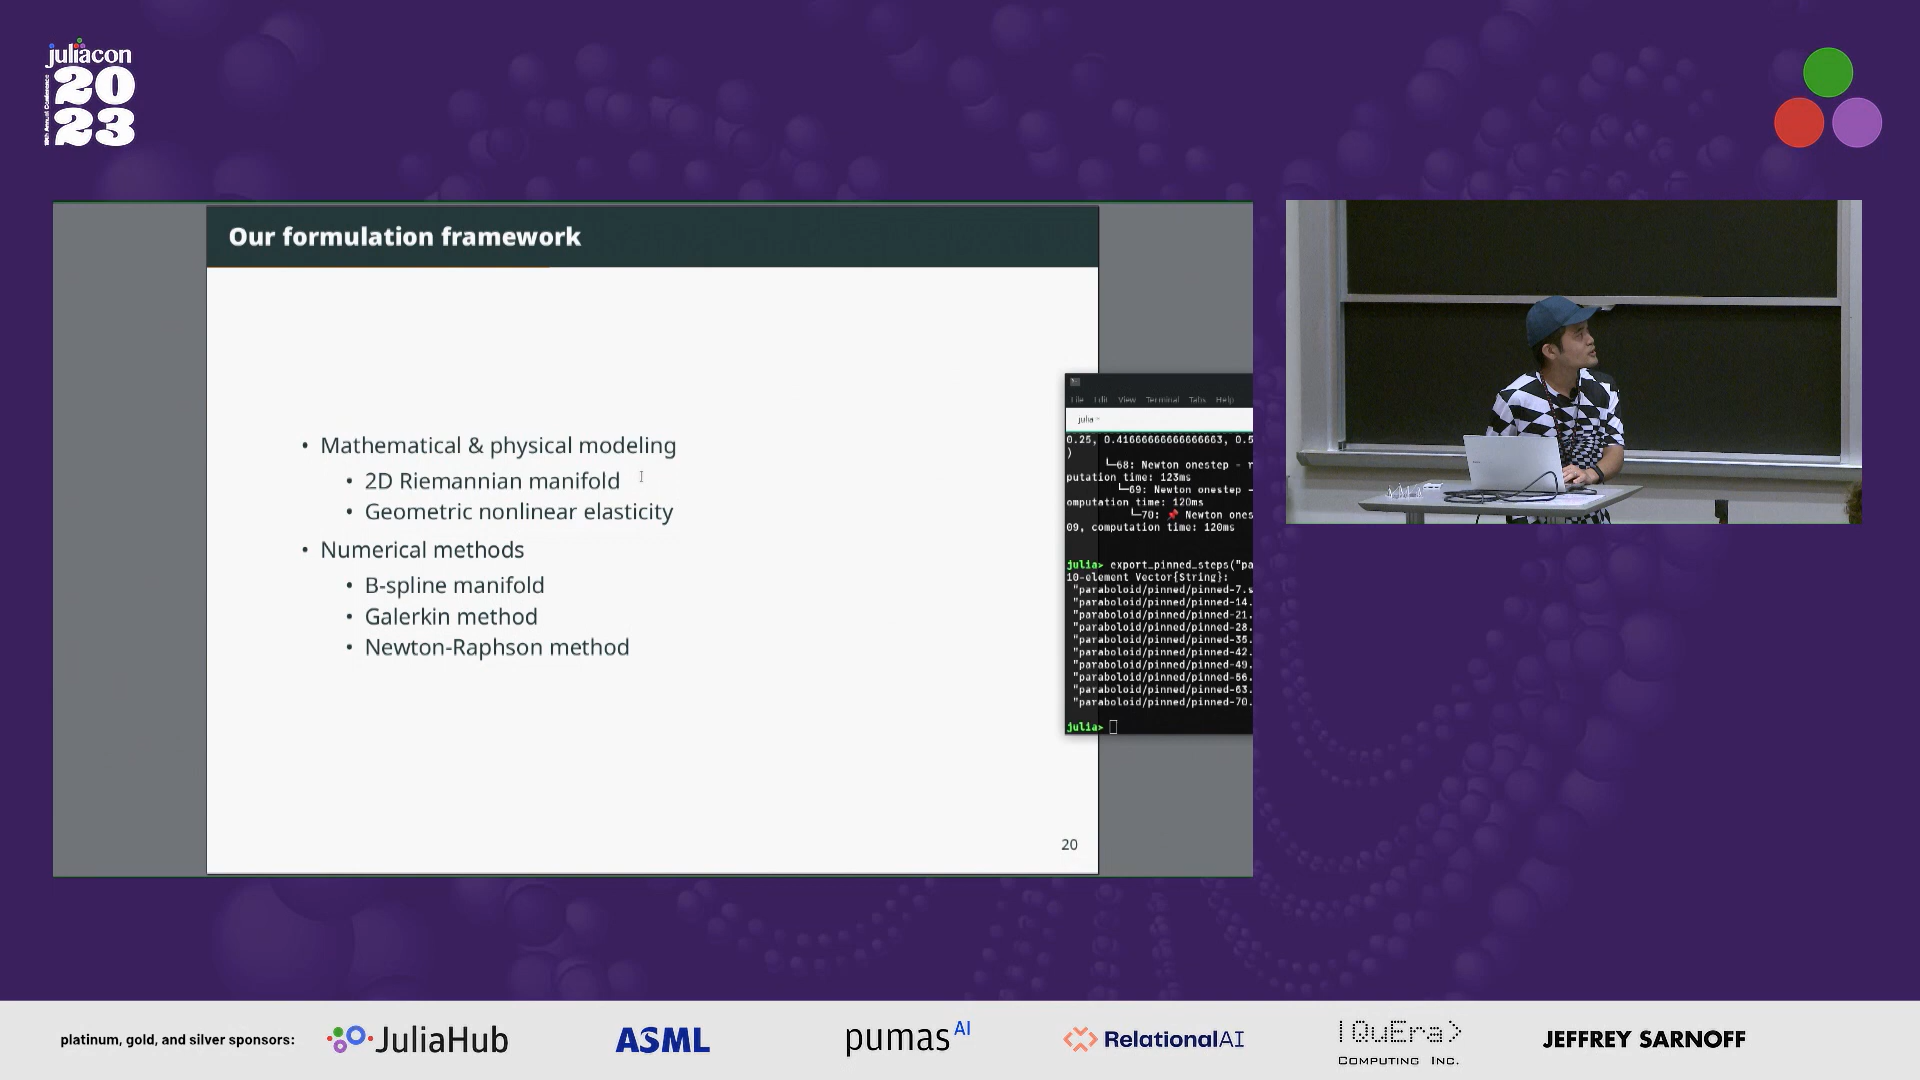 juliacon
20
23
Our formulation framework
• Mathematical & physical modeling
• 2D Riemannian manifold
• Geometric nonlinear elasticity
• Numerical methods
• B-spline manifold
• Galerkin method
• Newton-Raphson method
20
File Edit View Terminal Tabs Help
julia -
0.25, 0.41666666666666663, 0.5
)
└─68: Newton onestep - r
putation time: 123ms
└─69: Newton onestep -
omputation time: 120ms
└─70: 📌 Newton ones
09, computation time: 120ms
julia> export_pinned_steps("pa
10-element Vector{String}:
"paraboloid/pinned/pinned-7.s
"paraboloid/pinned/pinned-14.
"paraboloid/pinned/pinned-21.
"paraboloid/pinned/pinned-28.
"paraboloid/pinned/pinned-35.
"paraboloid/pinned/pinned-42.
"paraboloid/pinned/pinned-49.
"paraboloid/pinned/pinned-56.
"paraboloid/pinned/pinned-63.
"paraboloid/pinned/pinned-70.
julia>
platinum, gold, and silver sponsors:
JuliaHub
ASML
pumas AI
RelationalAI
|QuEra>
COMPUTING INC.
JEFFREY SARNOFF